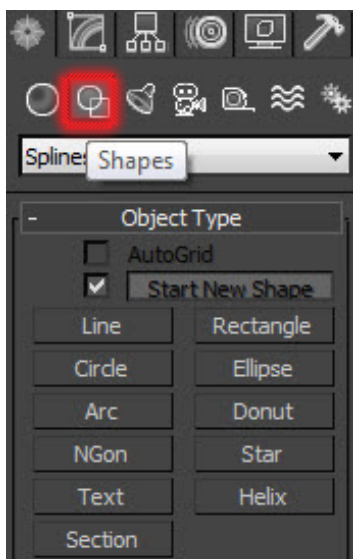 Splines
Shapes
- Object Type
AutoGrid
Start New Shape
Line Rectangle
Circle Ellipse
Arc Donut
NGon Star
Text Helix
Section